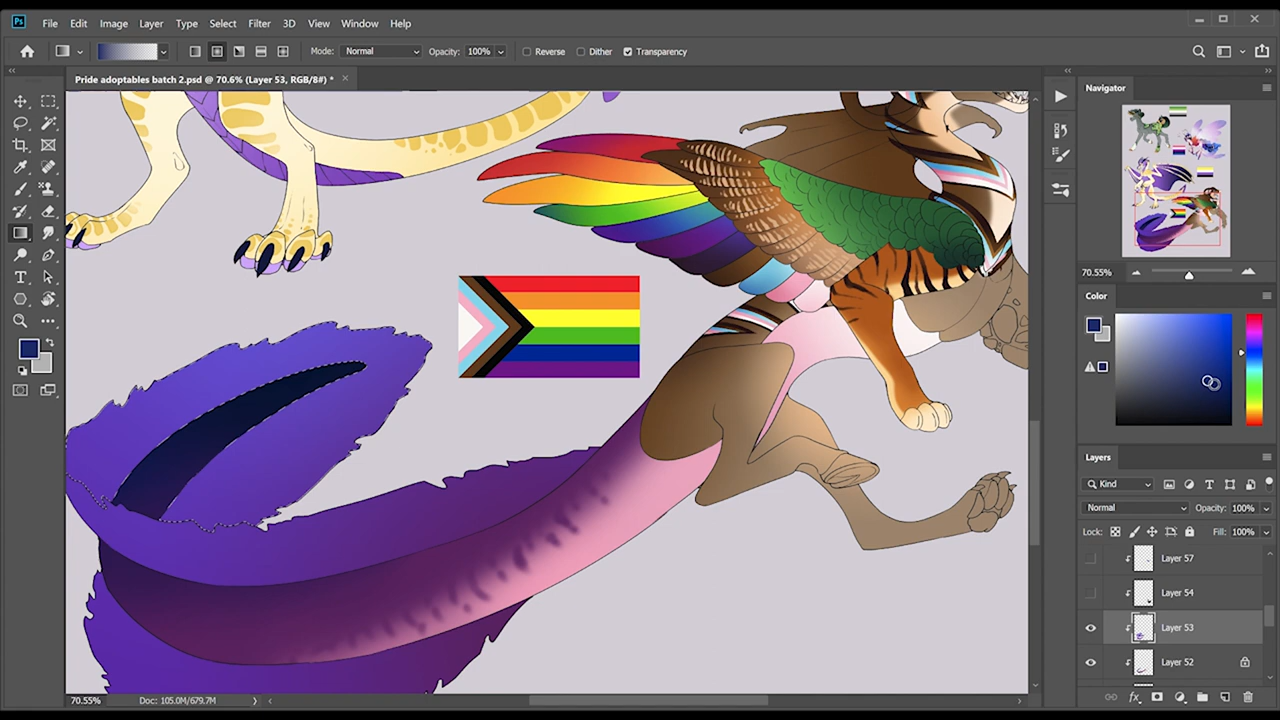 Ps File Edit Image Layer Type Select Filter 3D View Window Help
Mode: Normal Opacity: 100% Reverse Dither Transparency
Pride adoptables batch 2.psd @ 70.6% (Layer 53, RGB/8#) *
Navigator
70.55%
Color
Layers
Kind
Normal Opacity: 100%
Lock: Fill: 100%
Layer 57
Layer 54
Layer 53
Layer 52
70.55% Doc: 105.0M/679.7M